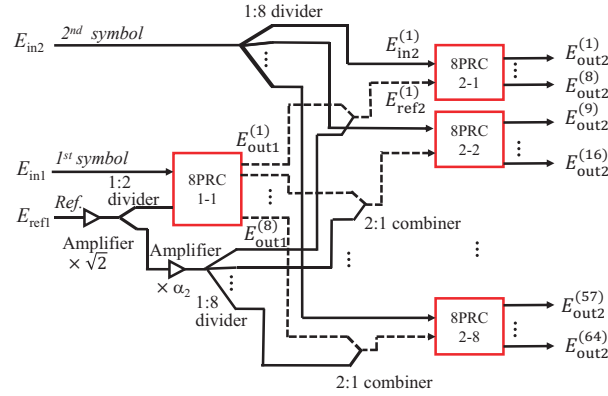 1:8 divider
E_in2
2nd symbol
E_in2^(1)
8PRC
2-1
E_out2^(1)
E_out2^(8)
E_ref2^(1)
E_out2^(9)
8PRC
2-2
E_out2^(16)
E_out1^(1)
1st symbol
E_in1
8PRC
1-1
1:2
divider
Ref.
E_ref1
Amplifier
× √2
Amplifier
× α2
E_out1^(8)
2:1 combiner
1:8
divider
8PRC
2-8
E_out2^(57)
E_out2^(64)
2:1 combiner